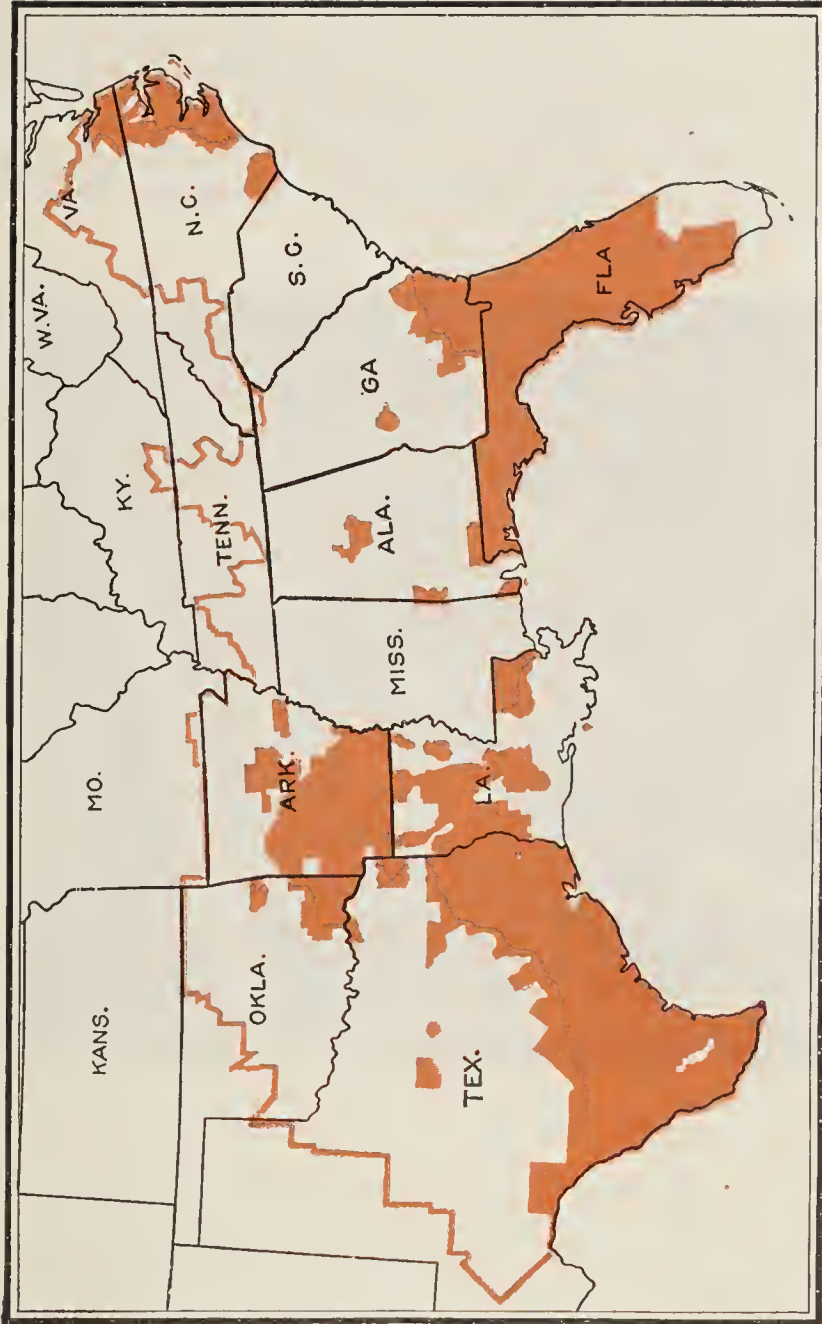 KANS.
MO.
KY.
W.VA.
VA.
OKLA.
ARK.
TENN.
N.C.
TEX.
LA.
MISS.
ALA.
GA
S.C.
FLA